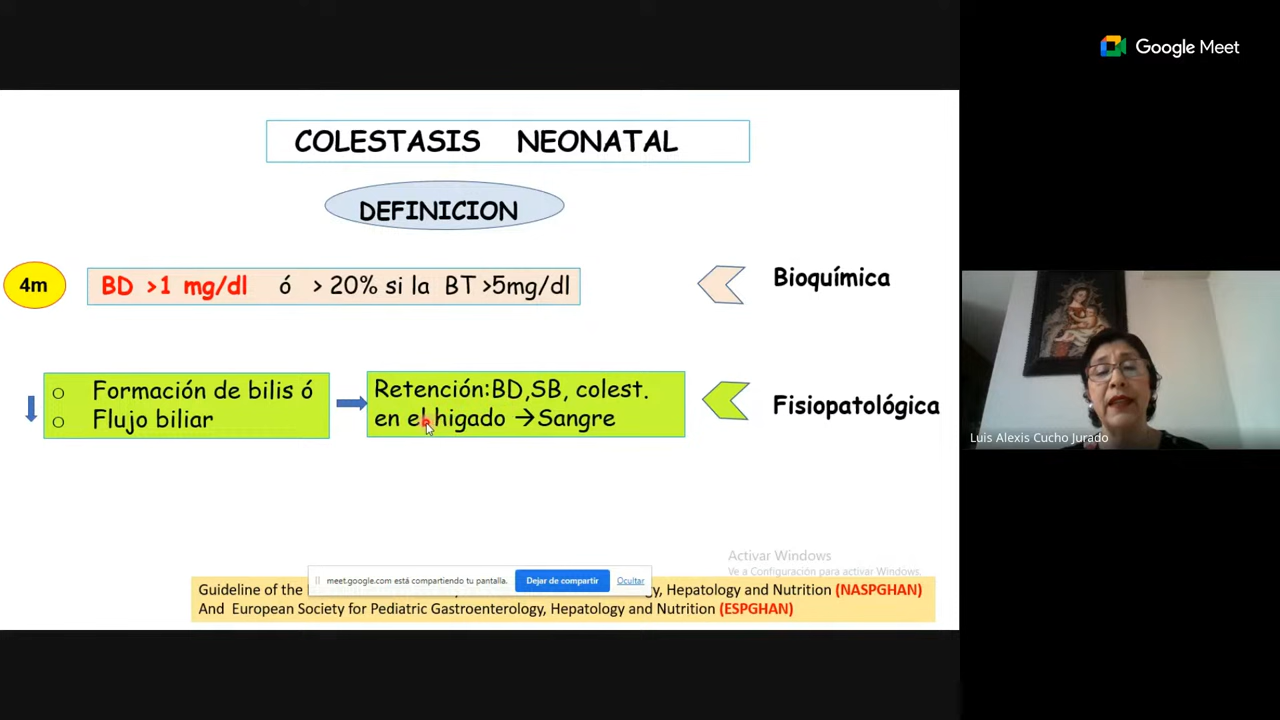 Google Meet
COLESTASIS NEONATAL
DEFINICION
4m
BD >1 mg/dl ó > 20% si la BT >5mg/dl
Bioquímica
o Formación de bilis ó
o Flujo biliar
Retención:BD,SB, colest.
en el higado →Sangre
Fisiopatológica
Luis Alexis Cucho Jurado
Activar Windows
Ve a Configuración para activar Windows.
meet.google.com está compartiendo tu pantalla.
Dejar de compartir
Ocultar
Guideline of the Hepatology and Nutrition (NASPGHAN)
And European Society for Pediatric Gastroenterology, Hepatology and Nutrition (ESPGHAN)